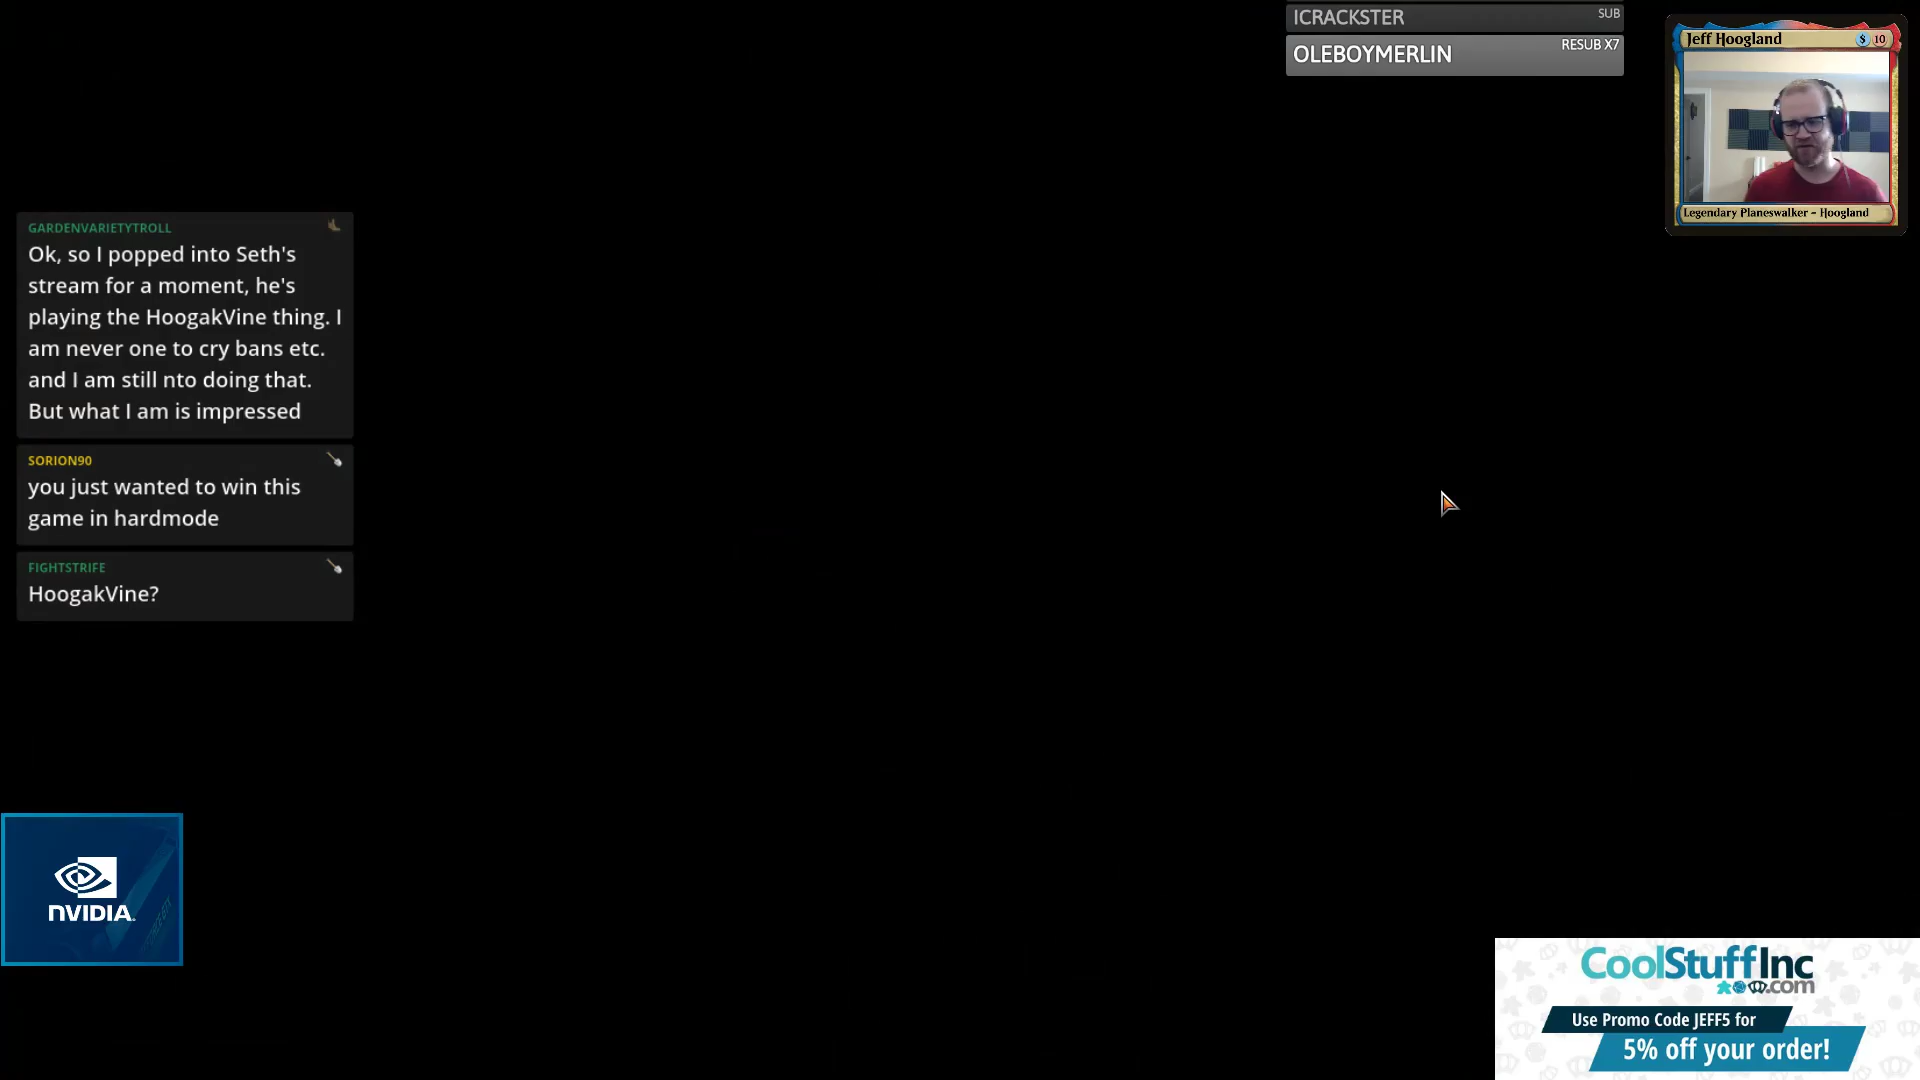 ICRACKSTER
SUB
OLEBOYMERLIN
RESUB X7
Jeff Hoogland
$ 10
Legendary Planeswalker - Hoogland
GARDENVARIETYTROLL
Ok, so I popped into Seth's
stream for a moment, he's
playing the HoogakVine thing. I
am never one to cry bans etc.
and I am still nto doing that.
But what I am is impressed
SORION90
you just wanted to win this
game in hardmode
FIGHTSTRIFE
HoogakVine?
NVIDIA.
CoolStuffInc
.com
Use Promo Code JEFF5 for
5% off your order!